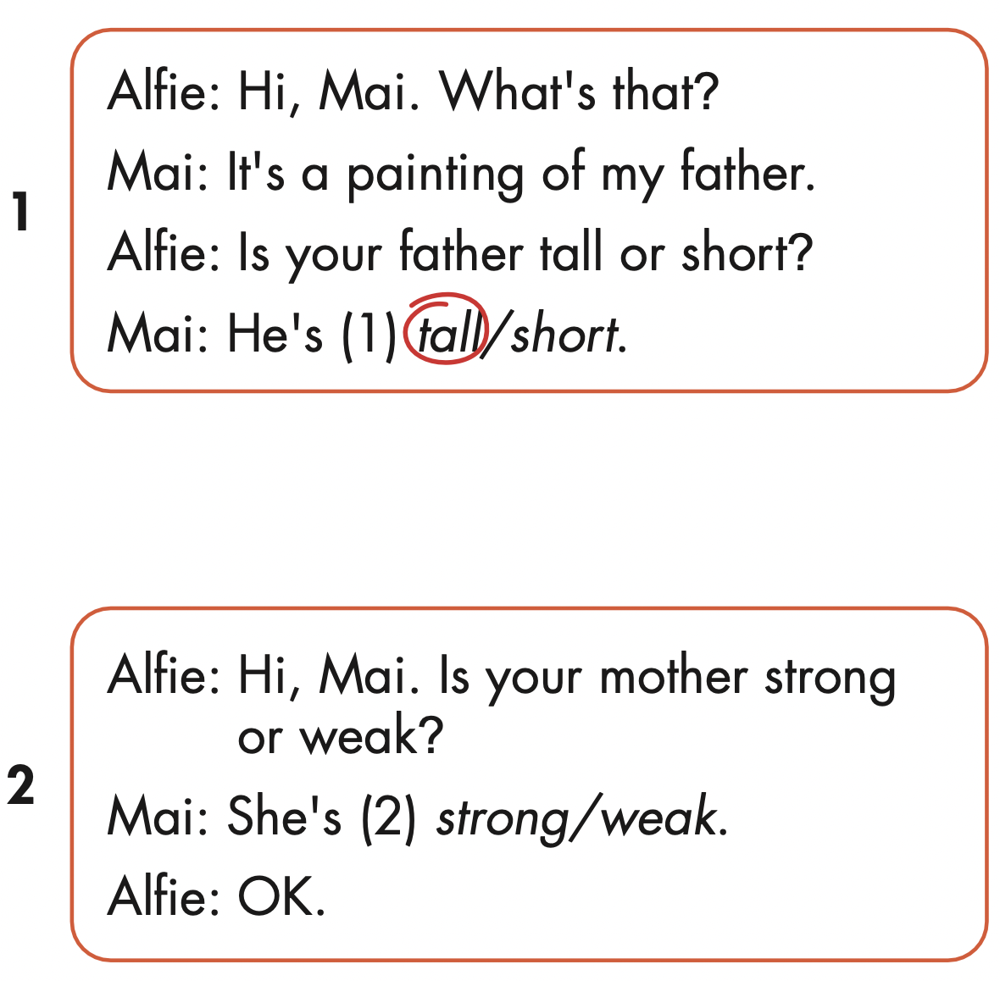 1
Alfie: Hi, Mai. What's that?
Mai: It's a painting of my father.
Alfie: Is your father tall or short?
Mai: He's (1) tall/short.
2
Alfie: Hi, Mai. Is your mother strong
or weak?
Mai: She's (2) strong/weak.
Alfie: OK.